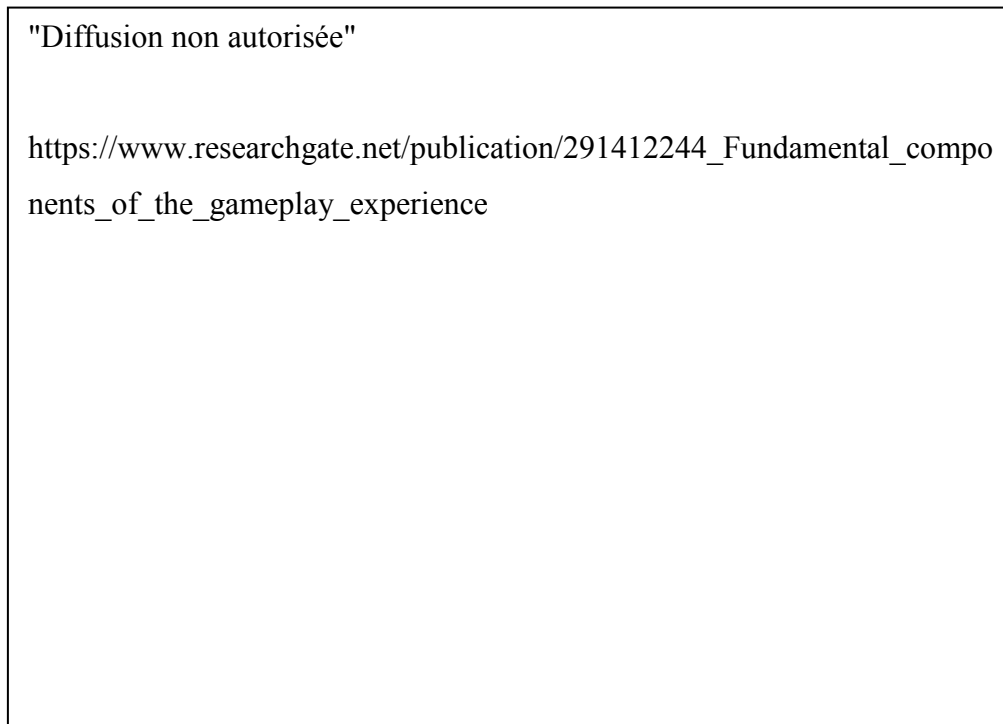 "Diffusion non autorisée"
https://www.researchgate.net/publication/291412244_Fundamental_compo
nents_of_the_gameplay_experience